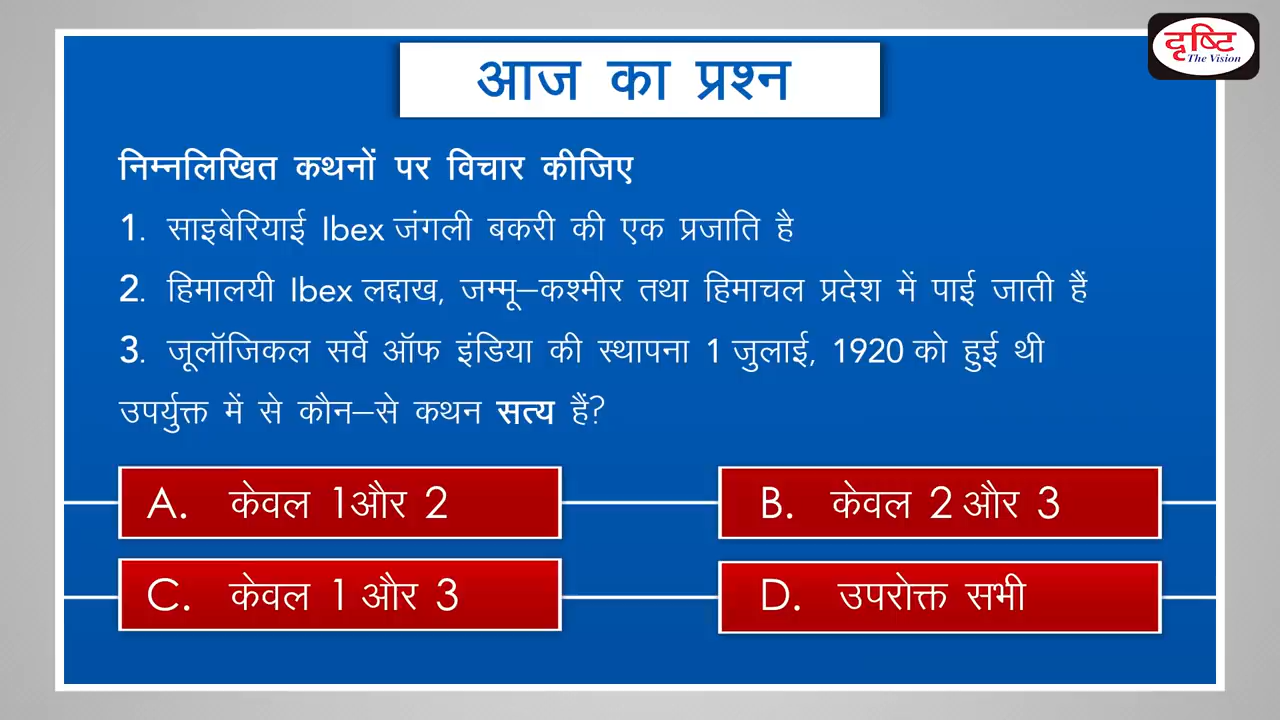 दृष्टि
The Vision
आज का प्रश्न
निम्नलिखित कथनों पर विचार कीजिए
1. साइबेरियाई Ibex जंगली बकरी की एक प्रजाति है
2. हिमालयी Ibex लद्दाख, जम्मू–कश्मीर तथा हिमाचल प्रदेश में पाई जाती हैं
3. जूलॉजिकल सर्वे ऑफ इंडिया की स्थापना 1 जुलाई, 1920 को हुई थी
उपर्युक्त में से कौन–से कथन सत्य हैं?
A. केवल 1और 2
B. केवल 2 और 3
C. केवल 1 और 3
D. उपरोक्त सभी